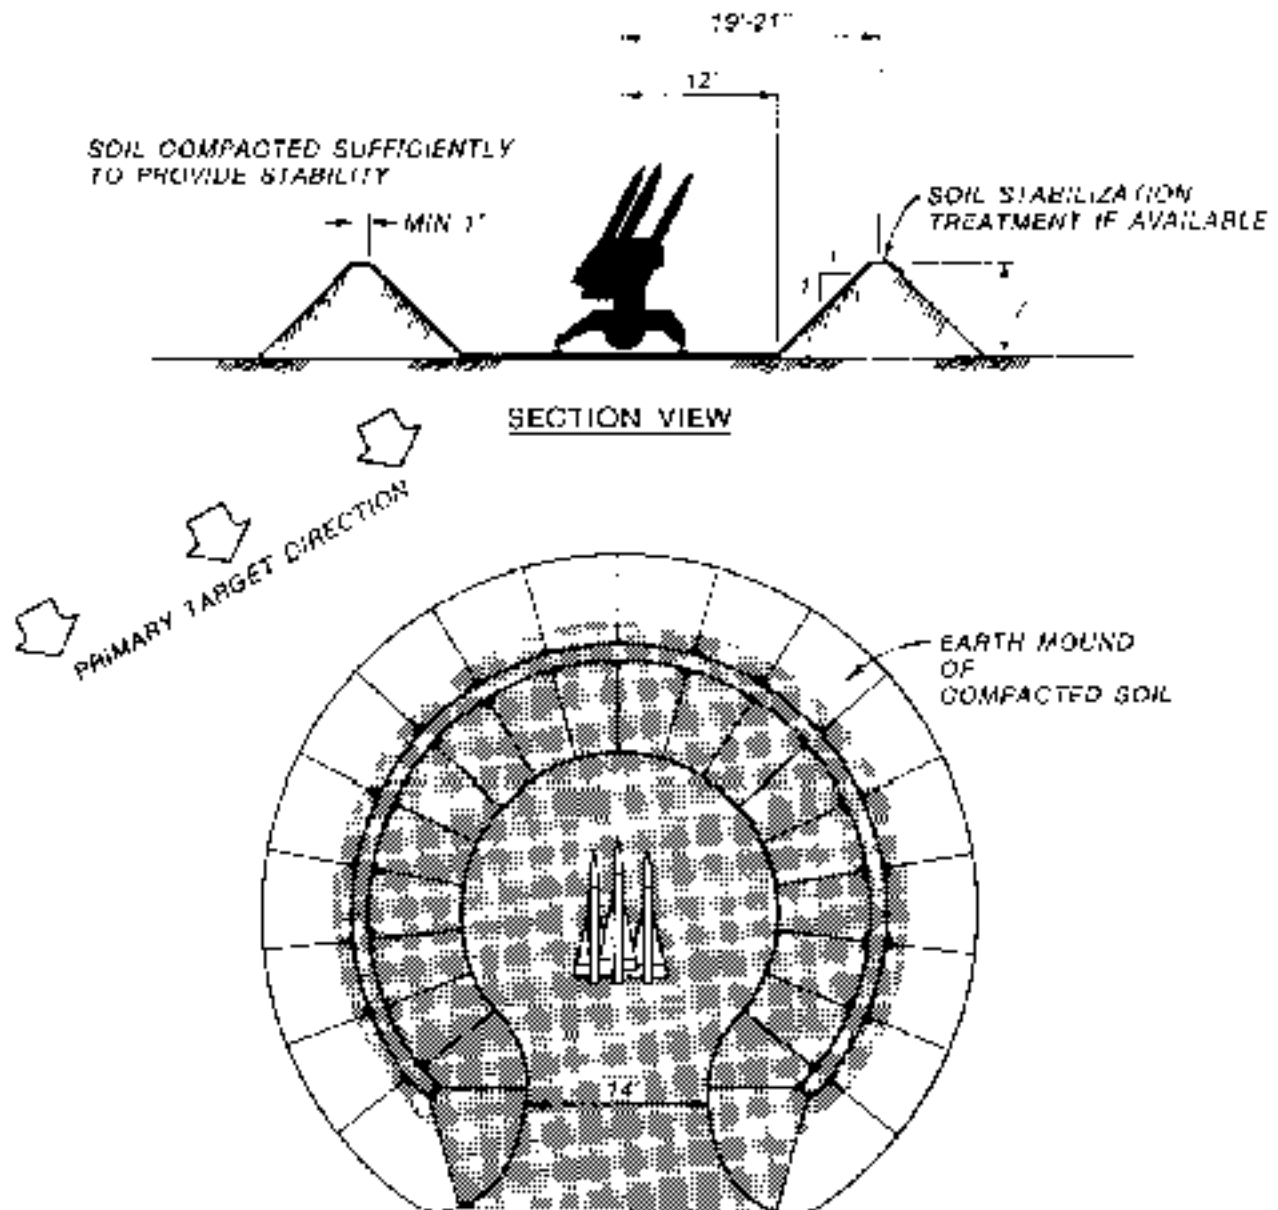 19'-21"
12'
SOIL COMPACTED SUFFICIENTLY
TO PROVIDE STABILITY
MIN 1'
SOIL STABILIZATION
TREATMENT IF AVAILABLE
1
1
SECTION VIEW
PRIMARY TARGET DIRECTION
EARTH MOUND
OF
COMPACTED SOIL
14'